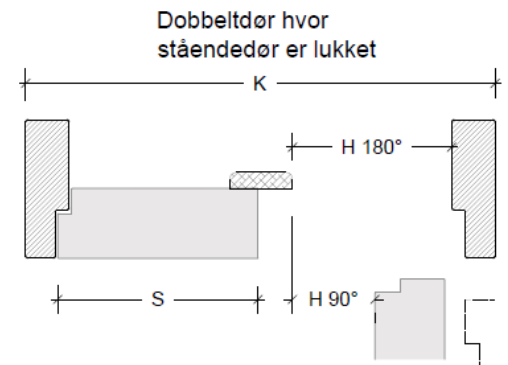 Dobbeltdør hvor
ståendedør er lukket
K
H 180°
S
H 90°